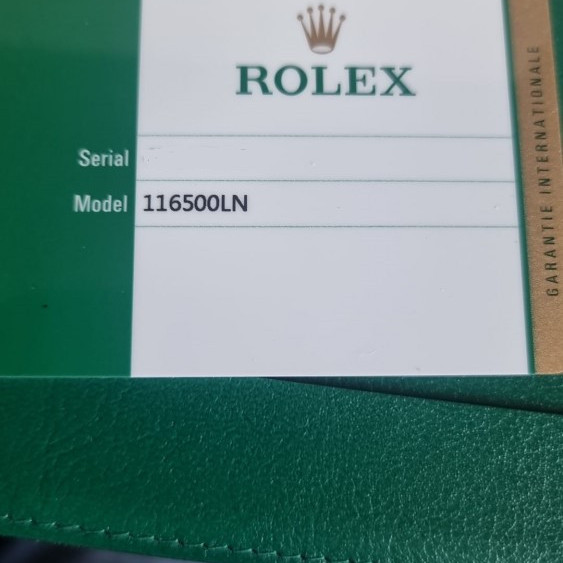 ROLEX
Serial
Model 116500LN
GARANTIE INTERNATIONALE